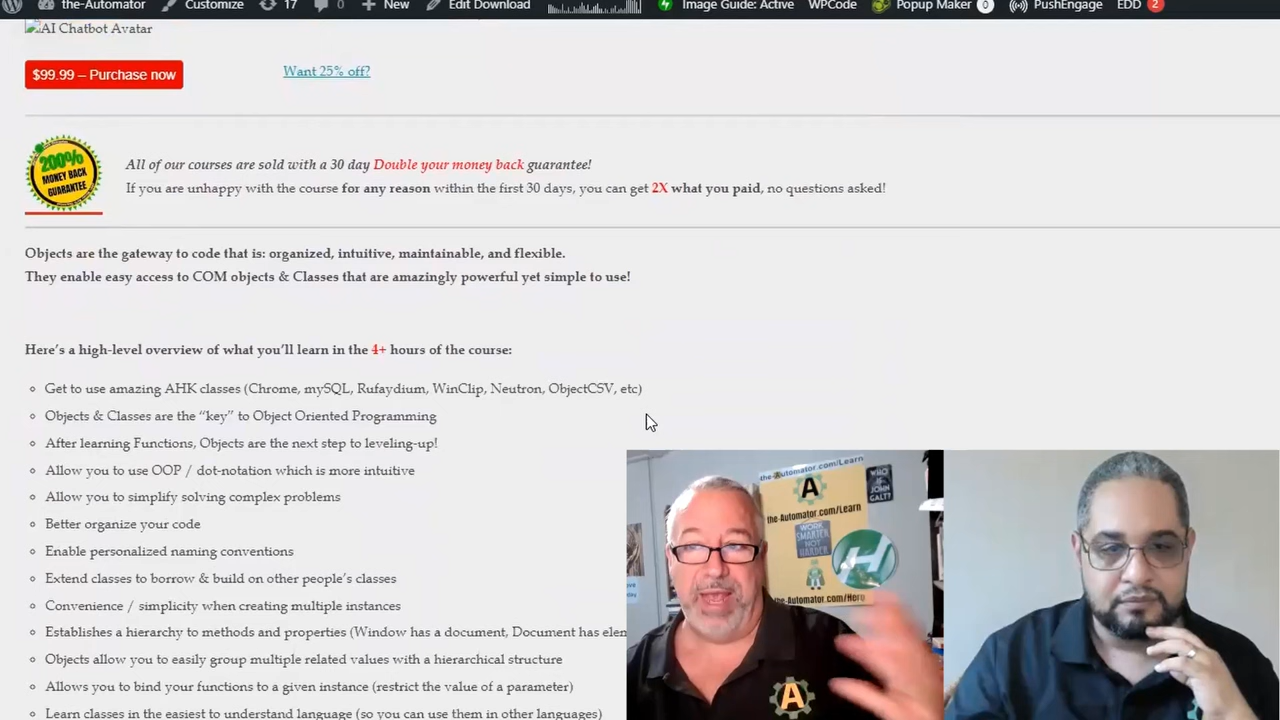 the-Automator Customize 17 0 New Edit Download Image Guide: Active WPCode Popup Maker 0 PushEngage EDD 2
AI Chatbot Avatar
$99.99 – Purchase now Want 25% off?
200%
MONEY BACK
GUARANTEE
All of our courses are sold with a 30 day Double your money back guarantee!
If you are unhappy with the course for any reason within the first 30 days, you can get 2X what you paid, no questions asked!
Objects are the gateway to code that is: organized, intuitive, maintainable, and flexible.
They enable easy access to COM objects & Classes that are amazingly powerful yet simple to use!
Here's a high-level overview of what you'll learn in the 4+ hours of the course:
Get to use amazing AHK classes (Chrome, mySQL, Rufaydium, WinClip, Neutron, ObjectCSV, etc)
Objects & Classes are the “key” to Object Oriented Programming
After learning Functions, Objects are the next step to leveling-up!
Allow you to use OOP / dot-notation which is more intuitive
Allow you to simplify solving complex problems
Better organize your code
Enable personalized naming conventions
Extend classes to borrow & build on other people's classes
Convenience / simplicity when creating multiple instances
Establishes a hierarchy to methods and properties (Window has a document, Document has elem
Objects allow you to easily group multiple related values with a hierarchical structure
Allows you to bind your functions to a given instance (restrict the value of a parameter)
Learn classes in the easiest to understand language (so you can use them in other languages)
the-Automator.com/Learn
A
the-Automator.com/Learn
WORK
SMARTER
NOT
HARDER
WHO
IS
JOHN
GALT?
H
the-Automator.com/Hero
A